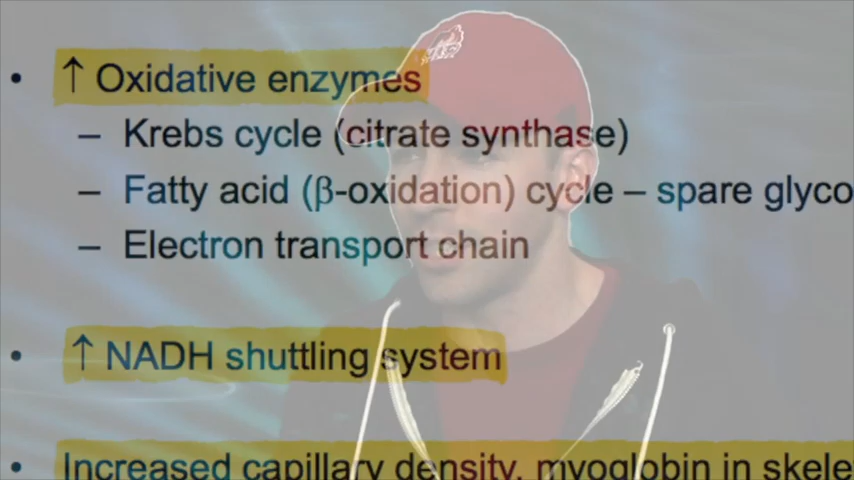 • ↑ Oxidative enzymes
– Krebs cycle (citrate synthase)
– Fatty acid (β-oxidation) cycle – spare glyco
– Electron transport chain
• ↑ NADH shuttling system
• Increased capillary density, myoglobin in skele